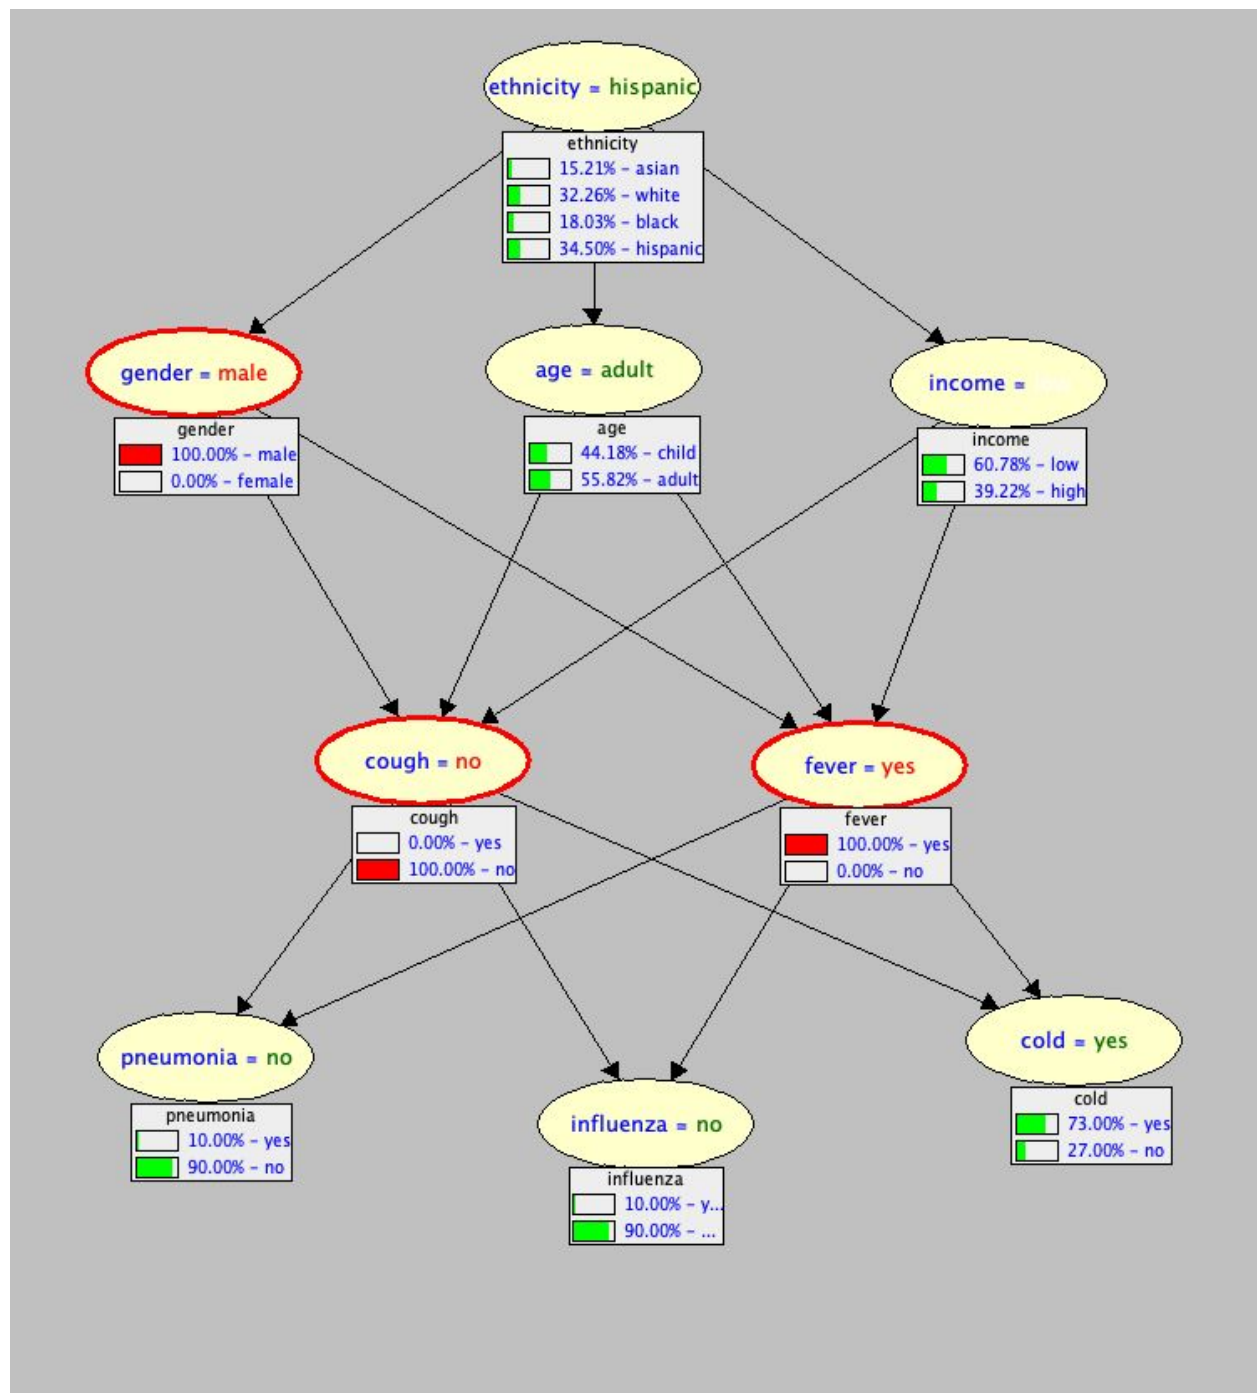 ethnicity = hispanic
ethnicity
15.21% – asian
32.26% – white
18.03% – black
34.50% – hispanic
gender = male
gender
100.00% – male
0.00% – female
age = adult
age
44.18% – child
55.82% – adult
income =
income
60.78% – low
39.22% – high
cough = no
cough
0.00% – yes
100.00% – no
fever = yes
fever
100.00% – yes
0.00% – no
pneumonia = no
pneumonia
10.00% – yes
90.00% – no
influenza = no
influenza
10.00% – y...
90.00% – ...
cold = yes
cold
73.00% – yes
27.00% – no